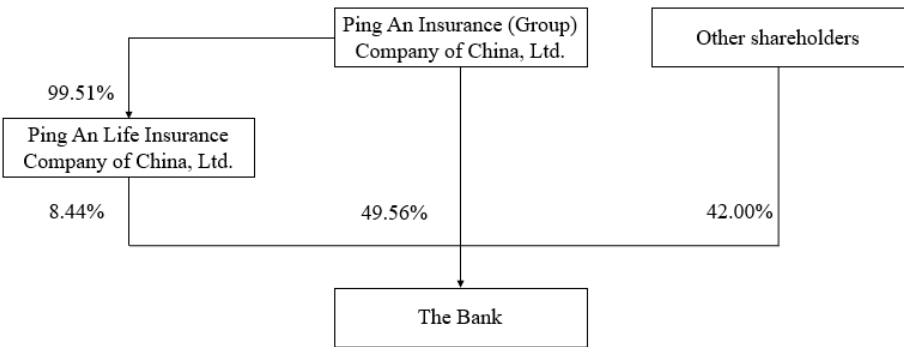 Ping An Insurance (Group)
Company of China, Ltd.
Other shareholders
99.51%
Ping An Life Insurance
Company of China, Ltd.
8.44%
49.56%
42.00%
The Bank